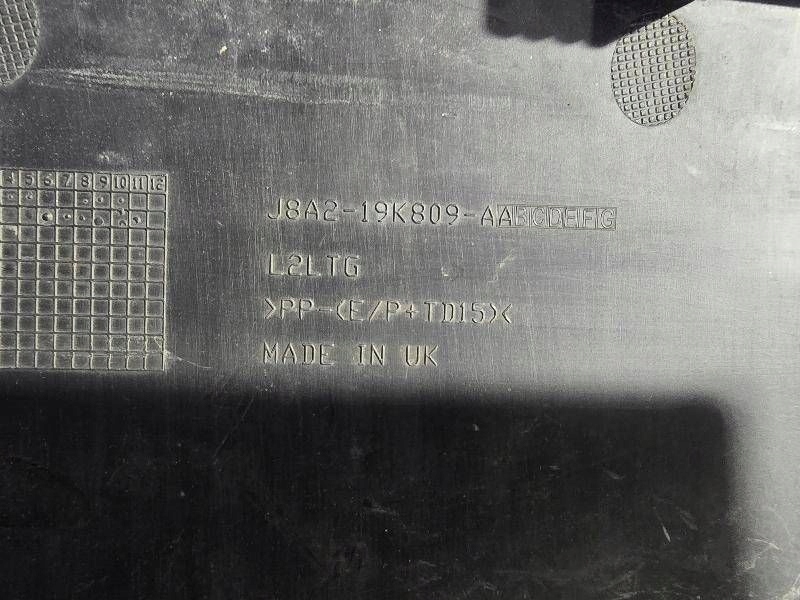 4 5 6 7 8 9 10 11 12
J8A2-19K809-AABCDEFG
L2LTG
>PP-(E/P+TD15)<
MADE IN UK